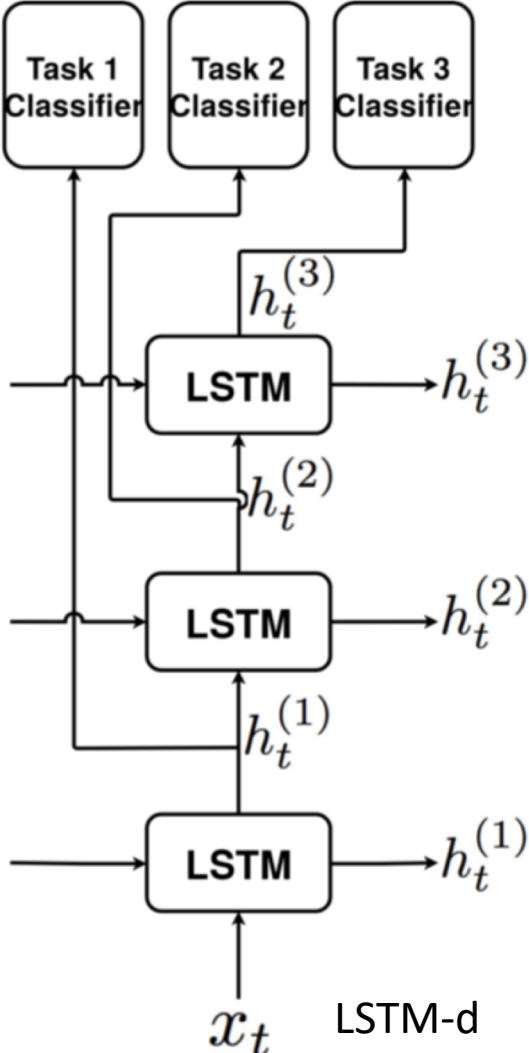 Task 1
Classifier
Task 2
Classifier
Task 3
Classifier
h_t^{(3)}
LSTM
h_t^{(3)}
h_t^{(2)}
LSTM
h_t^{(2)}
h_t^{(1)}
LSTM
h_t^{(1)}
x_t
LSTM-d